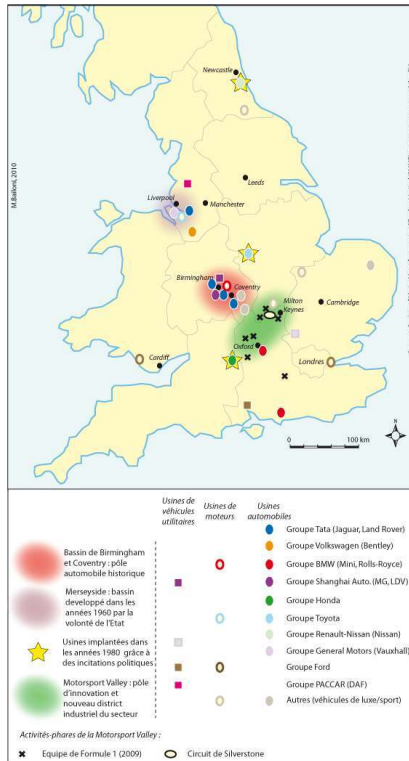 Newcastle
M.Bailoni, 2010
Leeds
Liverpool
Manchester
Birmingham
Coventry
Milton
Keynes
Cambridge
Oxford
Cardiff
Londres
N
0 100 km
Usines de
véhicules
utilitaires
Usines de
moteurs
Usines
automobiles
Bassin de Birmingham
et Coventry : pôle
automobile historique
Merseyside : bassin
developpé dans les
années 1960 par la
volonté de l'Etat
Usines implantées dans
les années 1980 grâce à
des incitations politiques
Motorsport Valley : pôle
d'innovation et
nouveau district
industriel du secteur
Groupe Tata (Jaguar, Land Rover)
Groupe Volkswagen (Bentley)
Groupe BMW (Mini, Rolls-Royce)
Groupe Shanghai Auto. (MG, LDV)
Groupe Honda
Groupe Toyota
Groupe Renault-Nissan (Nissan)
Groupe General Motors (Vauxhall)
Groupe Ford
Groupe PACCAR (DAF)
Autres (véhicules de luxe/sport)
Activités-phares de la Motorsport Valley :
Equipe de Formule 1 (2009)
Circuit de Silverstone